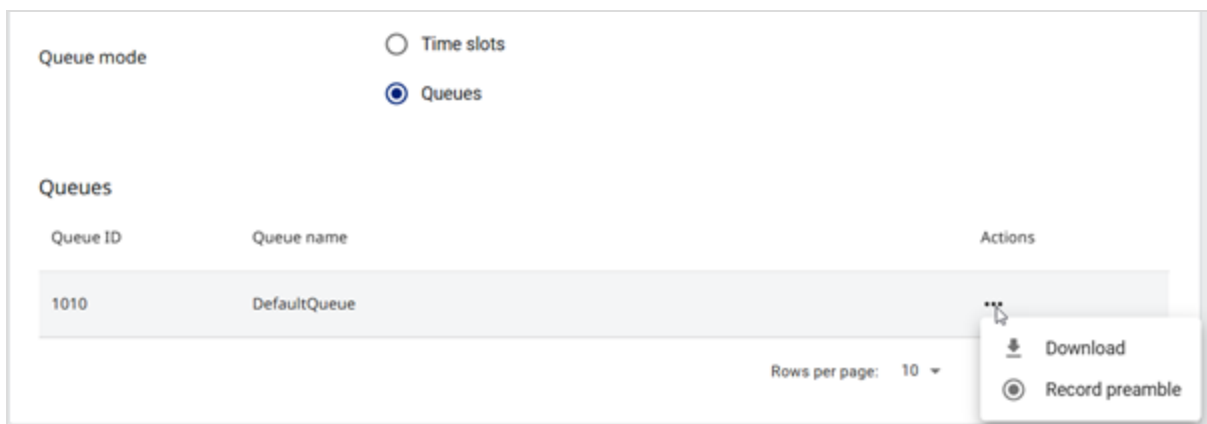 Queue mode
Time slots
Queues
Queues
Queue ID Queue name Actions
1010 DefaultQueue ...
Download
Rows per page: 10
Record preamble